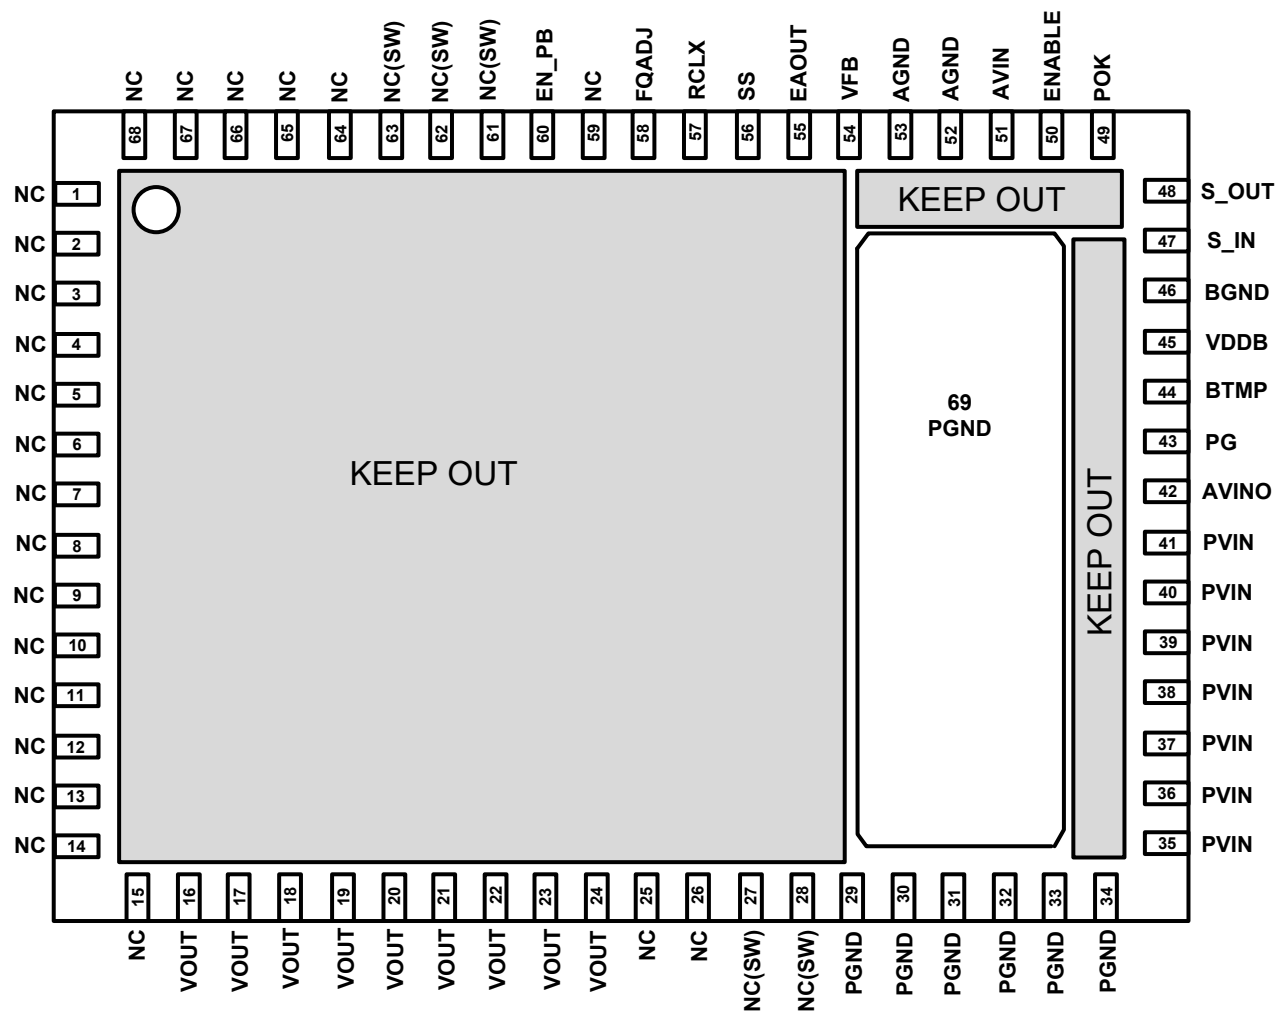 NC NC NC NC NC NC(SW) NC(SW) NC(SW) EN_PB NC FQADJ RCLX SS EAOUT VFB AGND AGND AVIN ENABLE POK
68 67 66 65 64 63 62 61 60 59 58 57 56 55 54 53 52 51 50 49
NC 1
NC 2
NC 3
NC 4
NC 5
NC 6
NC 7
NC 8
NC 9
NC 10
NC 11
NC 12
NC 13
NC 14
KEEP OUT
KEEP OUT
69
PGND
KEEP OUT
48 S_OUT
47 S_IN
46 BGND
45 VDDB
44 BTMP
43 PG
42 AVINO
41 PVIN
40 PVIN
39 PVIN
38 PVIN
37 PVIN
36 PVIN
35 PVIN
15 16 17 18 19 20 21 22 23 24 25 26 27 28 29 30 31 32 33 34
NC VOUT VOUT VOUT VOUT VOUT VOUT VOUT VOUT VOUT NC NC NC(SW) NC(SW) PGND PGND PGND PGND PGND PGND